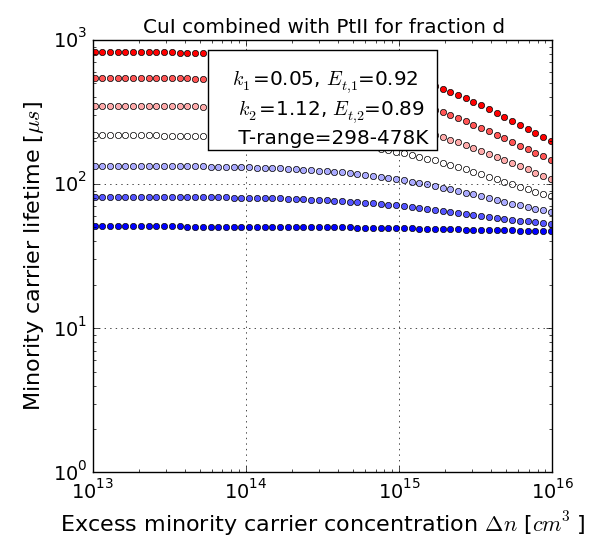 CuI combined with PtII for fraction d
k₁=0.05, Eₜ,₁=0.92
k₂=1.12, Eₜ,₂=0.89
T-range=298-478K
Minority carrier lifetime [μs]
10³
10²
10¹
10⁰
10¹³ 10¹⁴ 10¹⁵ 10¹⁶
Excess minority carrier concentration Δn [cm³ ]